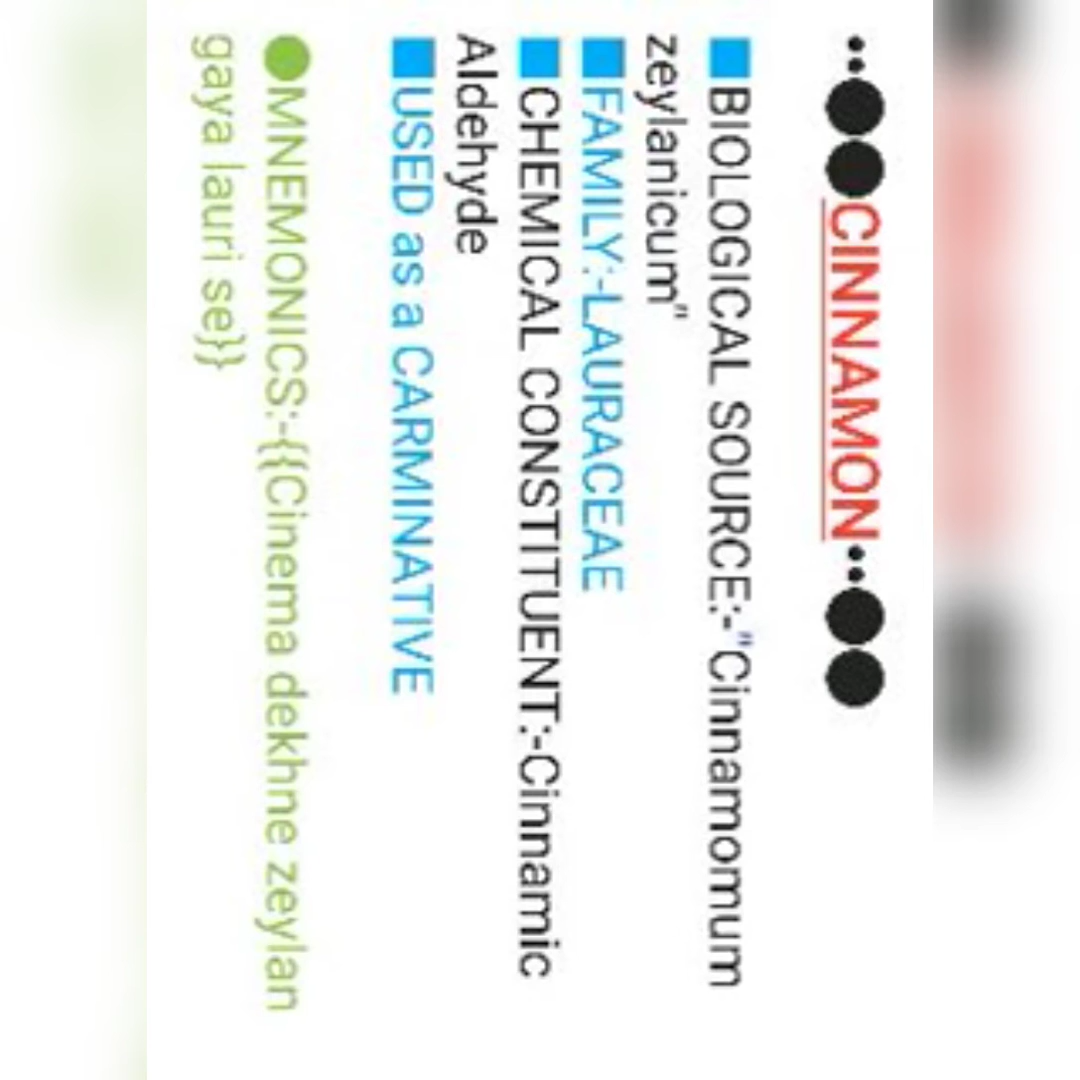 ••●●CINNAMON••●●
■BIOLOGICAL SOURCE:-"Cinnamomum
zeylanicum"
■FAMILY:-LAURACEAE
■CHEMICAL CONSTITUENT:-Cinnamic
Aldehyde
■USED as a CARMINATIVE
●MNEMONICS:-{{Cinema dekhne zeylan
gaya lauri se}}